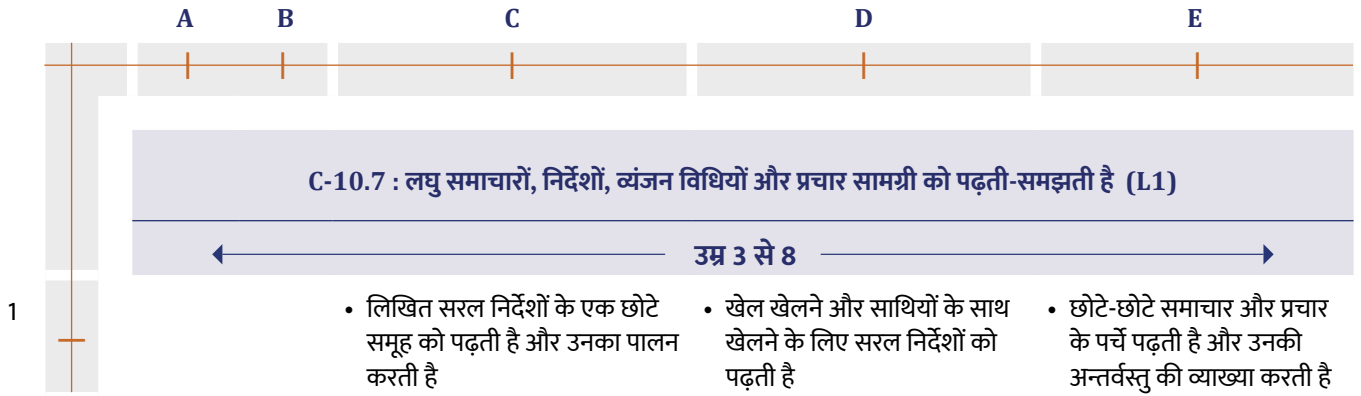 A B C D E
C-10.7 : लघु समाचारों, निर्देशों, व्यंजन विधियों और प्रचार सामग्री को पढ़ती-समझती है (L1)
उम्र 3 से 8
1
• लिखित सरल निर्देशों के एक छोटे
समूह को पढ़ती है और उनका पालन
करती है
• खेल खेलने और साथियों के साथ
खेलने के लिए सरल निर्देशों को
पढ़ती है
• छोटे-छोटे समाचार और प्रचार
के पर्चे पढ़ती है और उनकी
अन्तर्वस्तु की व्याख्या करती है